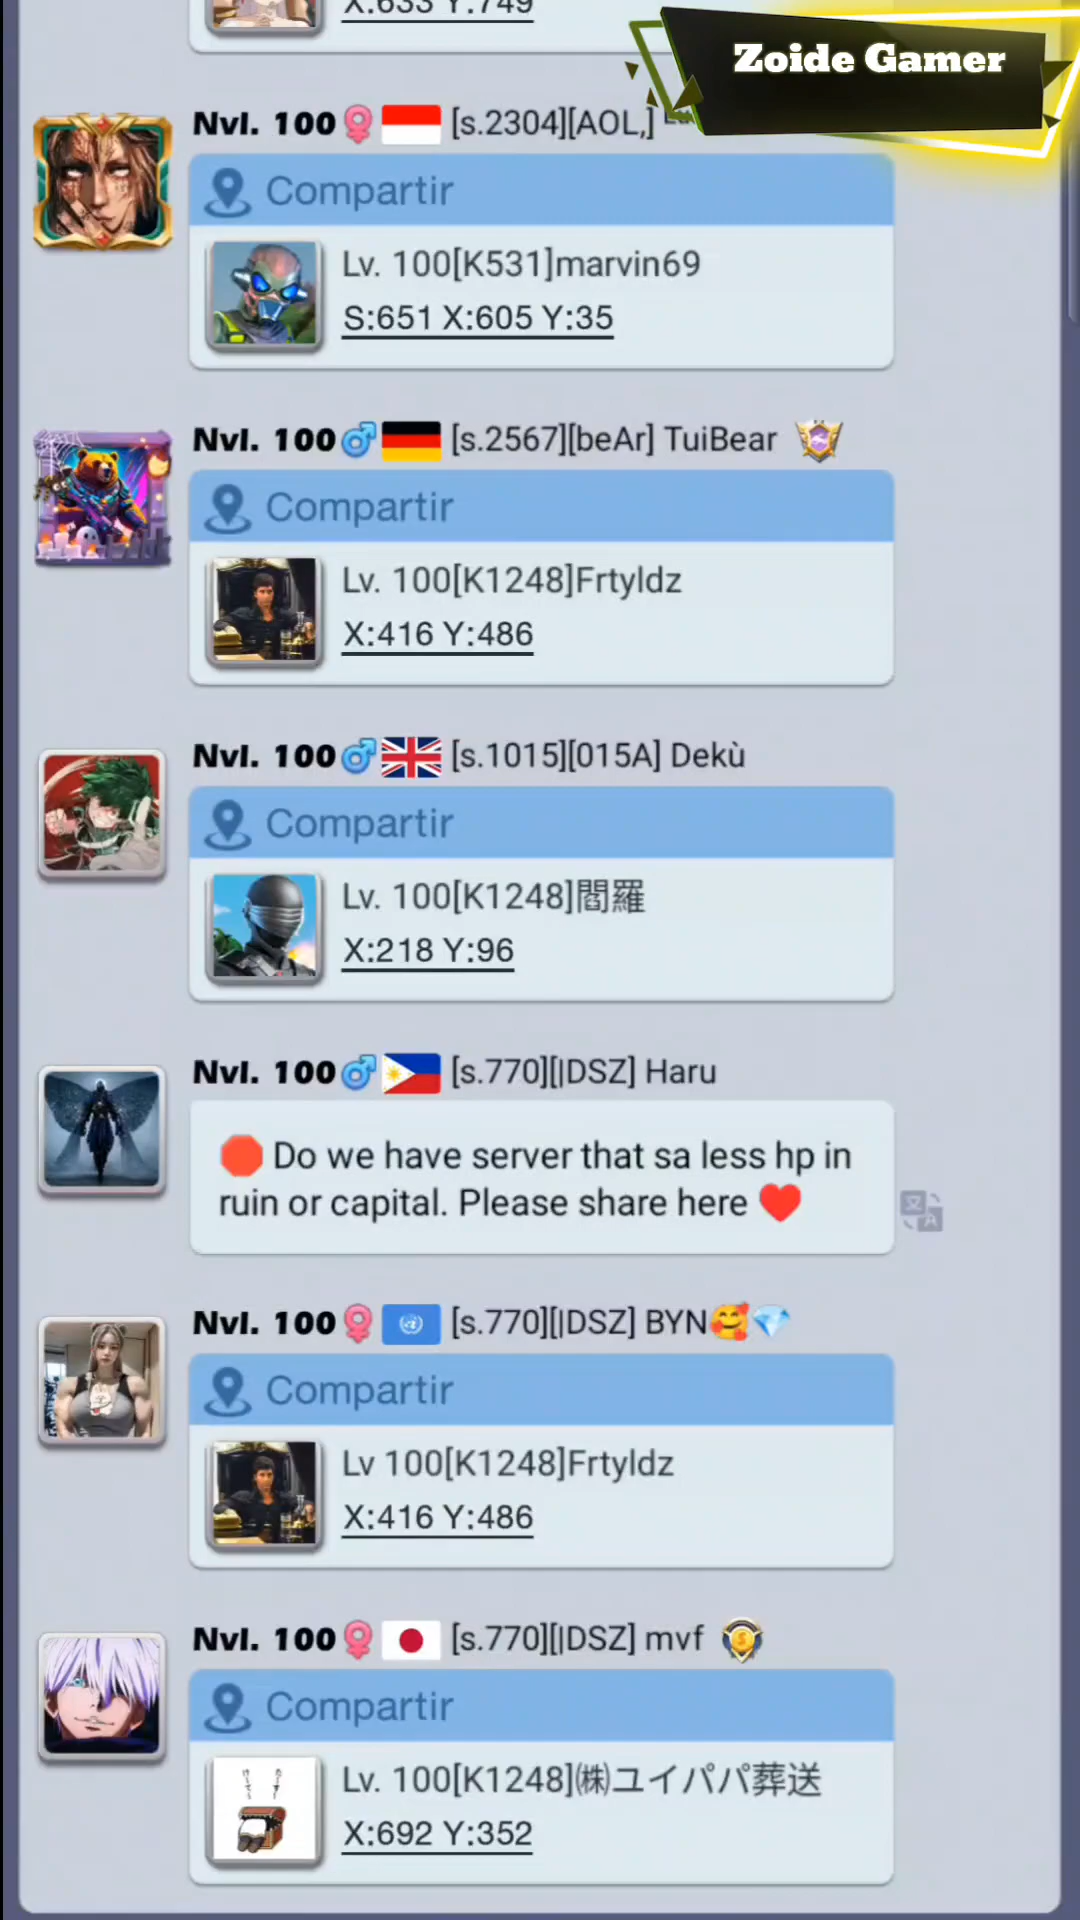 X:633 Y:749
Zoide Gamer
Nvl. 100 [s.2304][AOL,]
Compartir
Lv. 100[K531]marvin69
S:651 X:605 Y:35
Nvl. 100 [s.2567][beAr] TuiBear
Compartir
Lv. 100[K1248]Frtyldz
X:416 Y:486
Nvl. 100 [s.1015][015A] Dekù
Compartir
Lv. 100[K1248]閻羅
X:218 Y:96
Nvl. 100 [s.770][|DSZ] Haru
🛑 Do we have server that sa less hp in
ruin or capital. Please share here ❤️
Nvl. 100 [s.770][|DSZ] BYN🥰💎
Compartir
Lv 100[K1248]Frtyldz
X:416 Y:486
Nvl. 100 [s.770][|DSZ] mvf
Compartir
Lv. 100[K1248]㈱ユイパパ葬送
X:692 Y:352